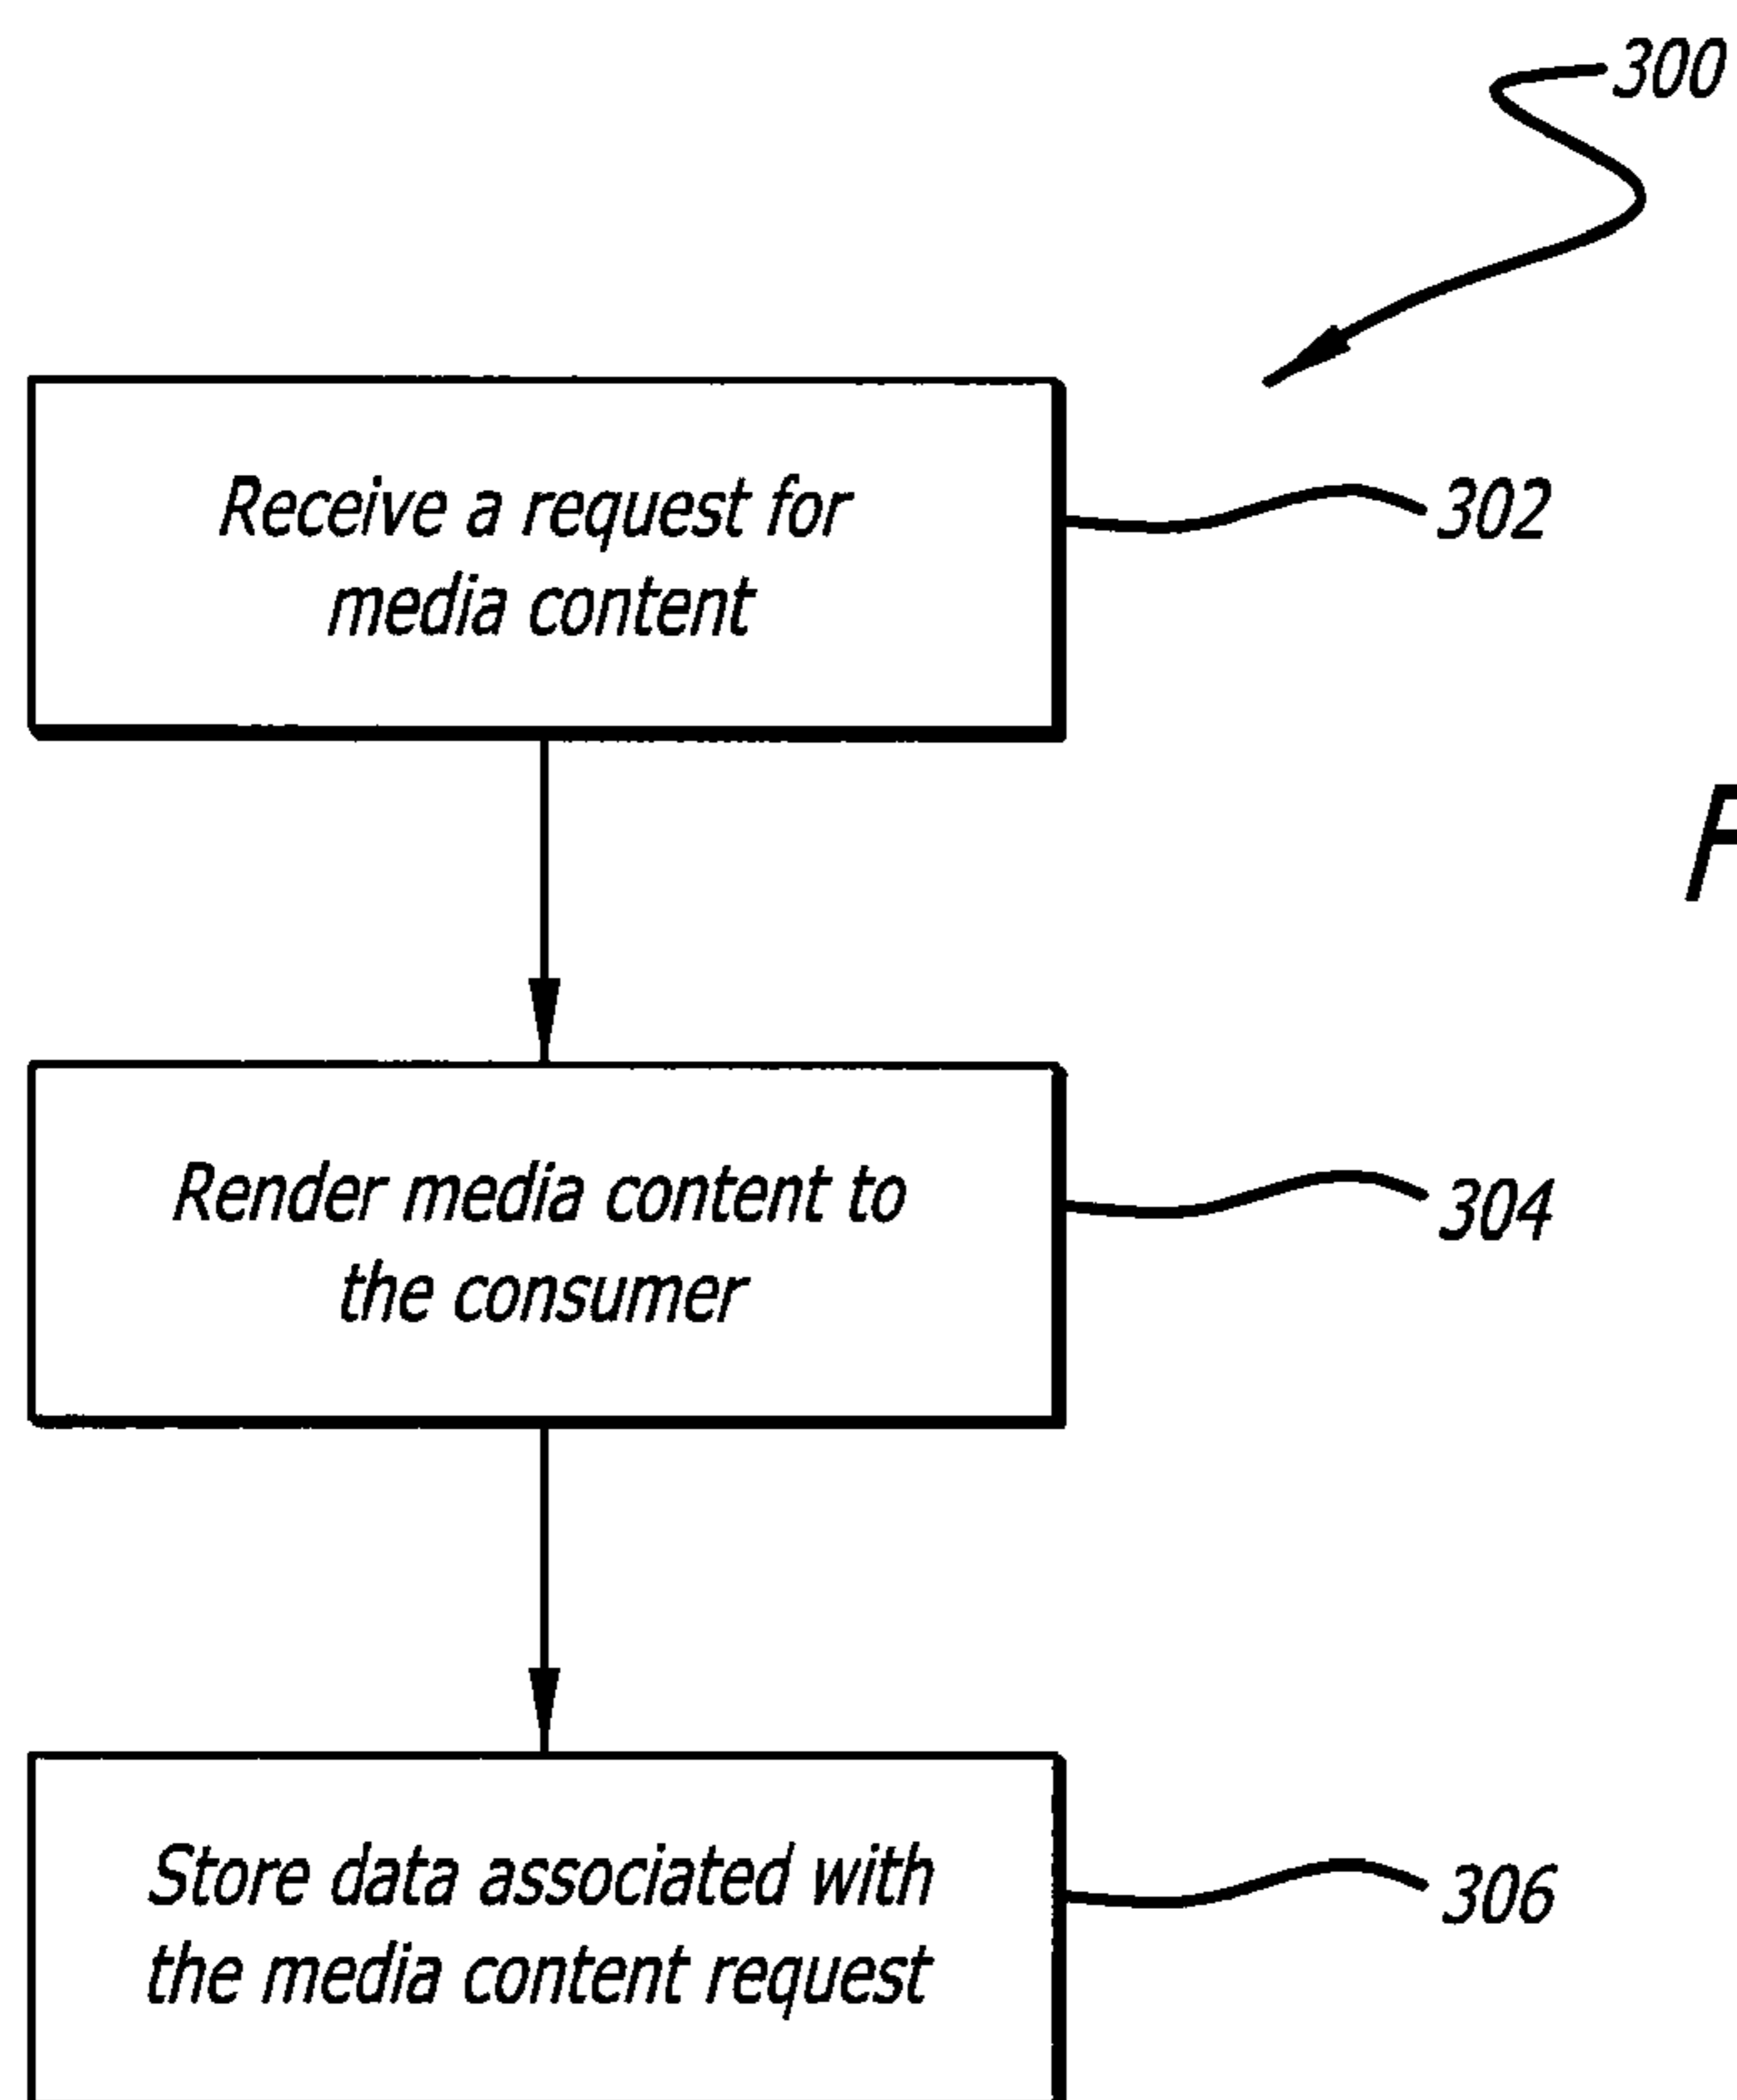 300
Receive a request for
media content
302
Render media content to
the consumer
304
Store data associated with
the media content request
306